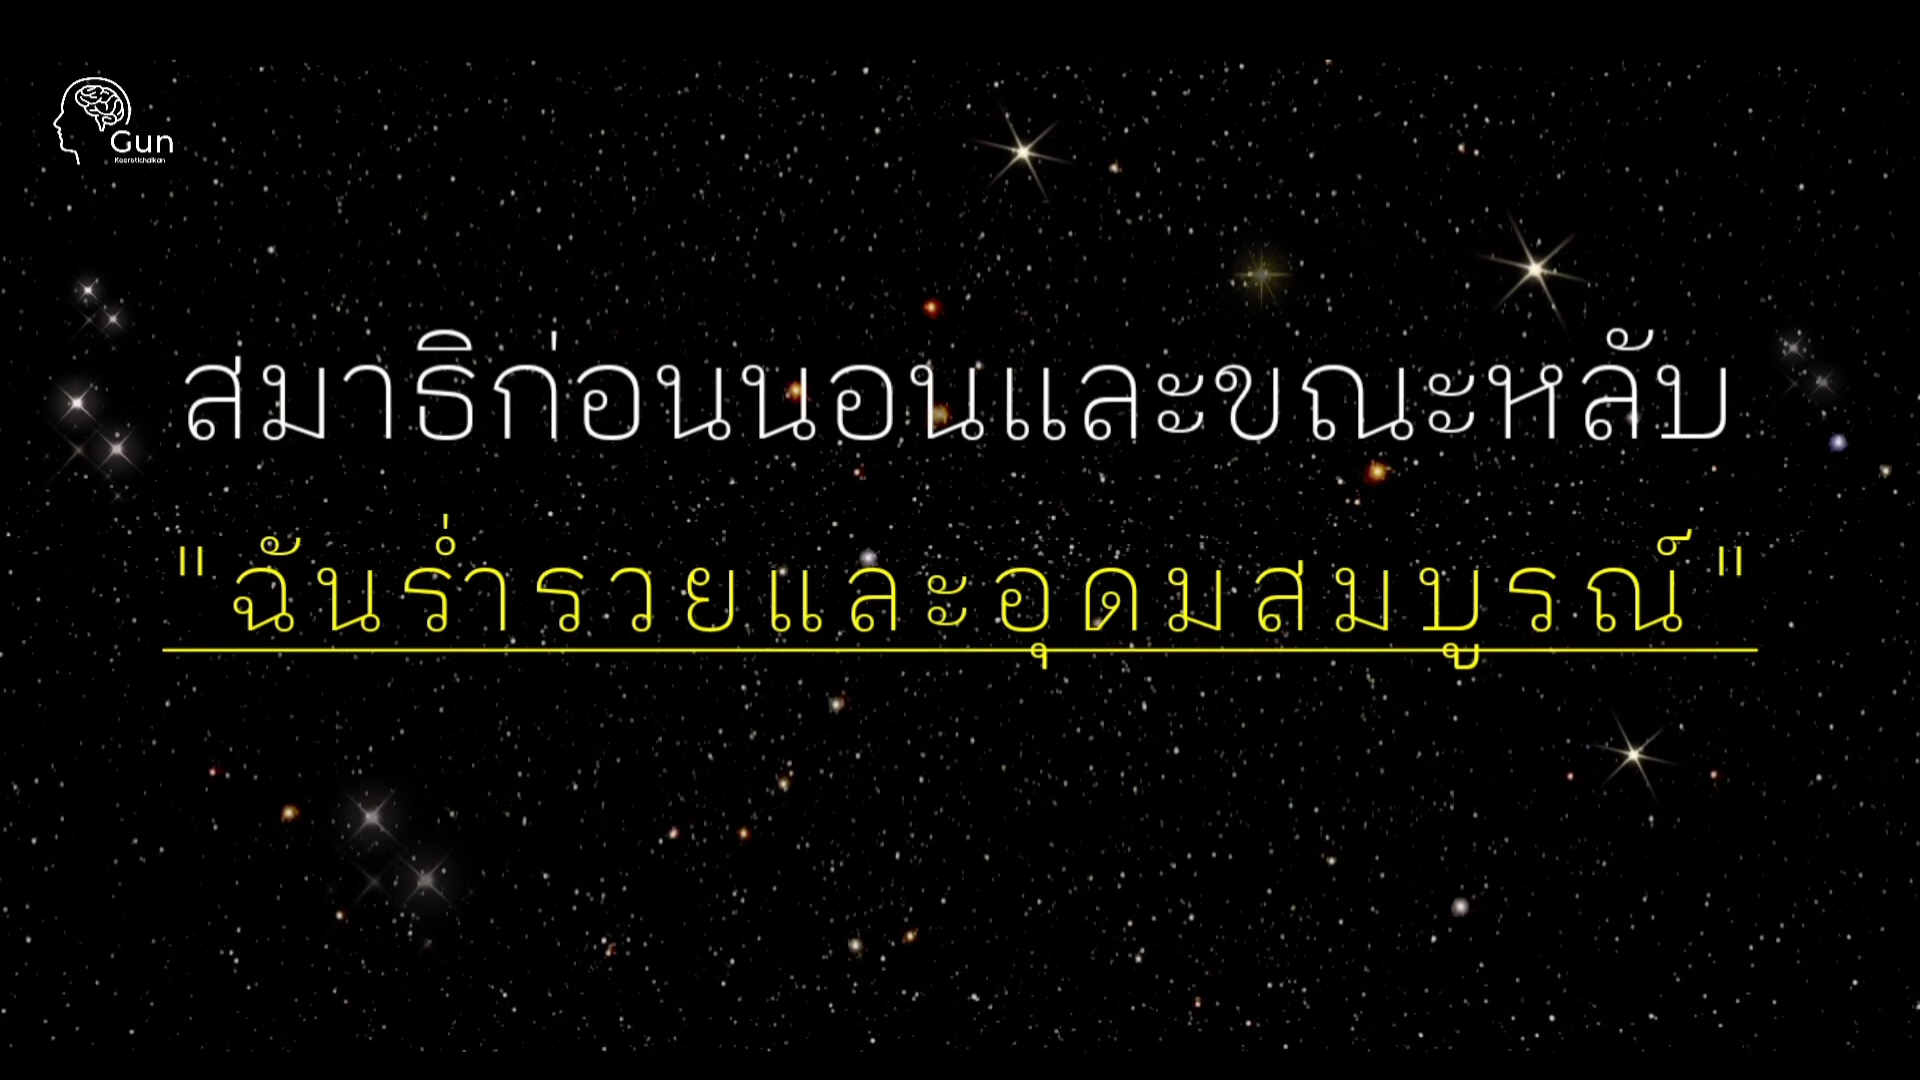 Gun
Keeratichaikan
สมาธิก่อนนอนและขณะหลับ
"ฉันร่ำรวยและอุดมสมบูรณ์"